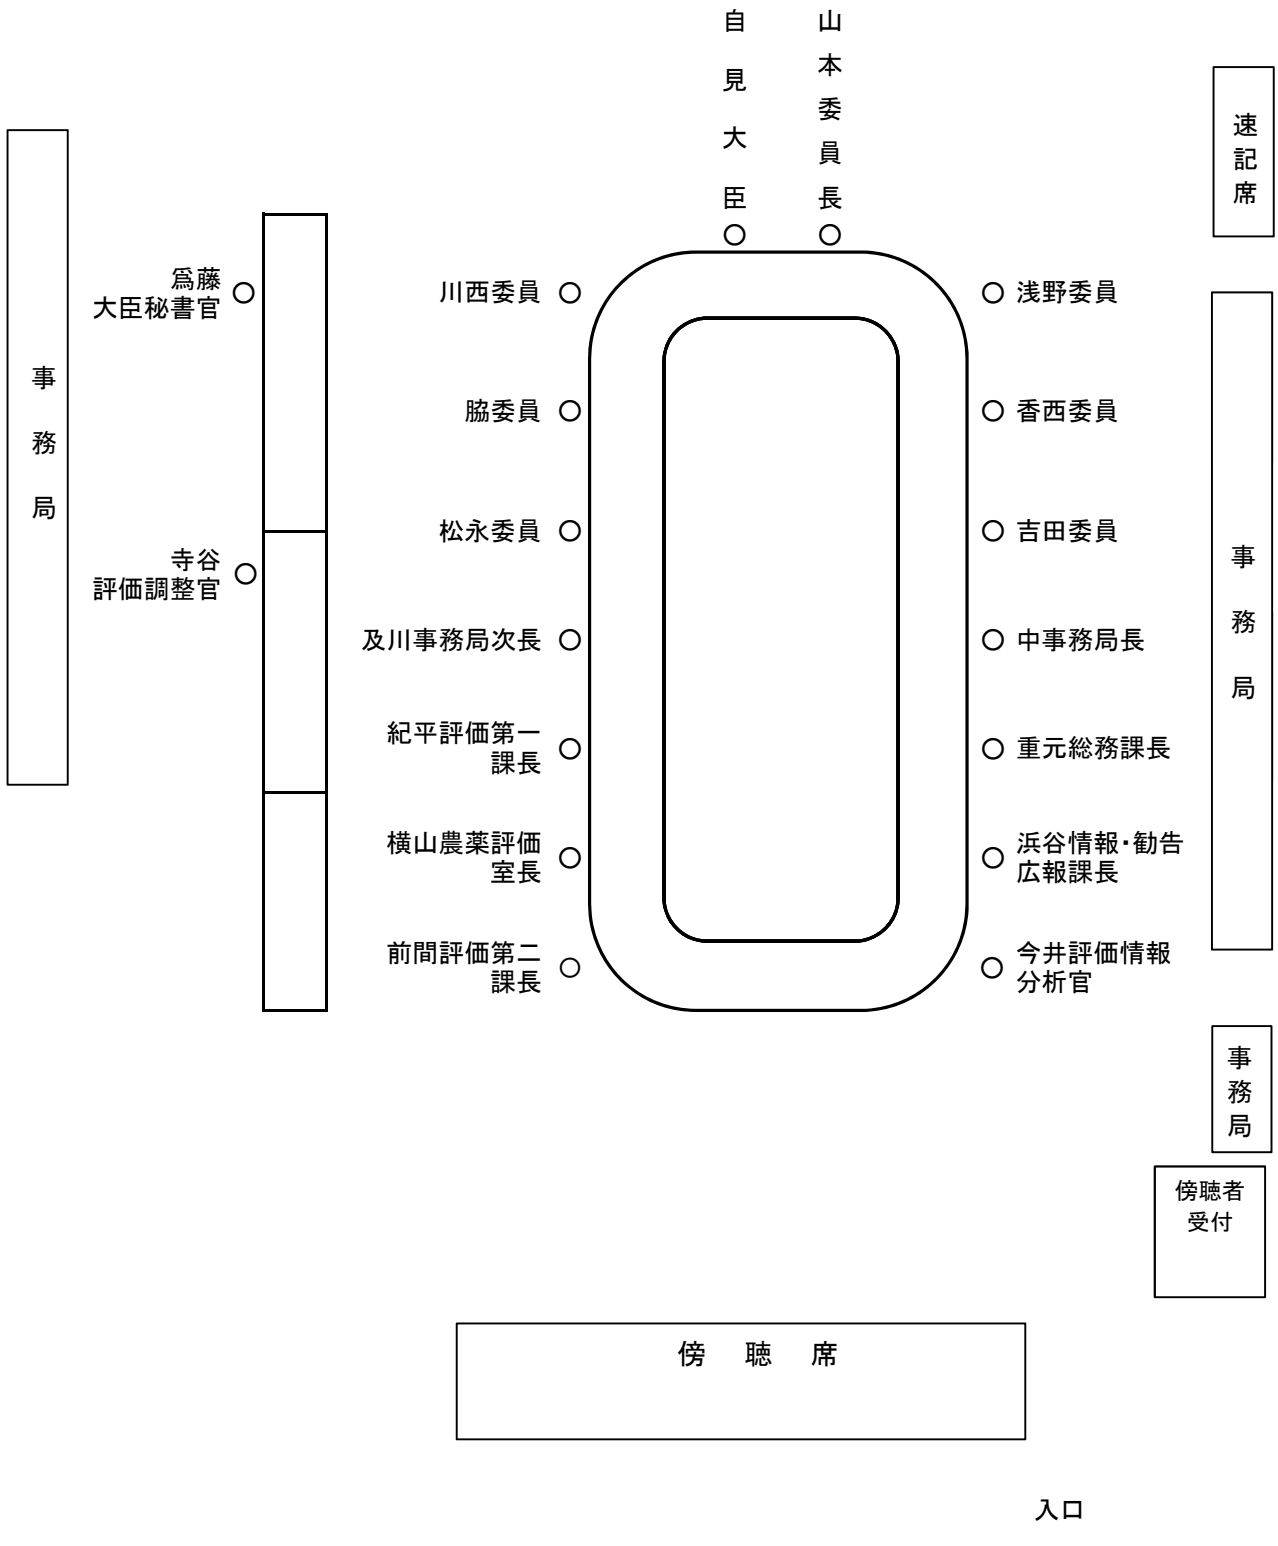 自見大臣
山本委員長
速記席
事務局
爲藤
大臣秘書官
寺谷
評価調整官
川西委員
脇委員
松永委員
及川事務局次長
紀平評価第一
課長
横山農薬評価
室長
前間評価第二
課長
浅野委員
香西委員
吉田委員
中事務局長
重元総務課長
浜谷情報・勧告
広報課長
今井評価情報
分析官
事務局
事務局
傍聴者
受付
傍聴席
入口